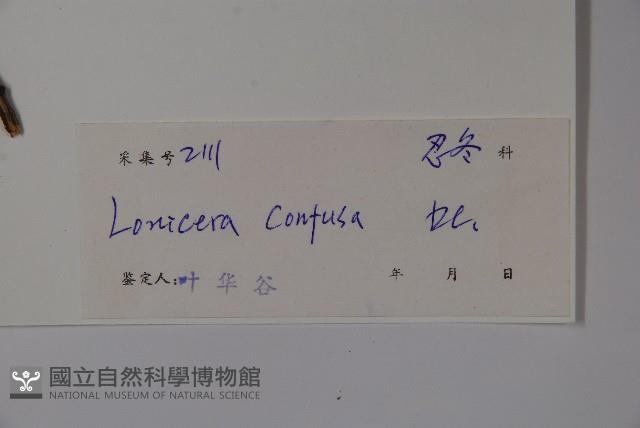 采集号 2111 忍冬 科
Lonicera confusa DC.
鉴定人: 叶华谷 年 月 日
國立自然科學博物館
NATIONAL MUSEUM OF NATURAL SCIENCE